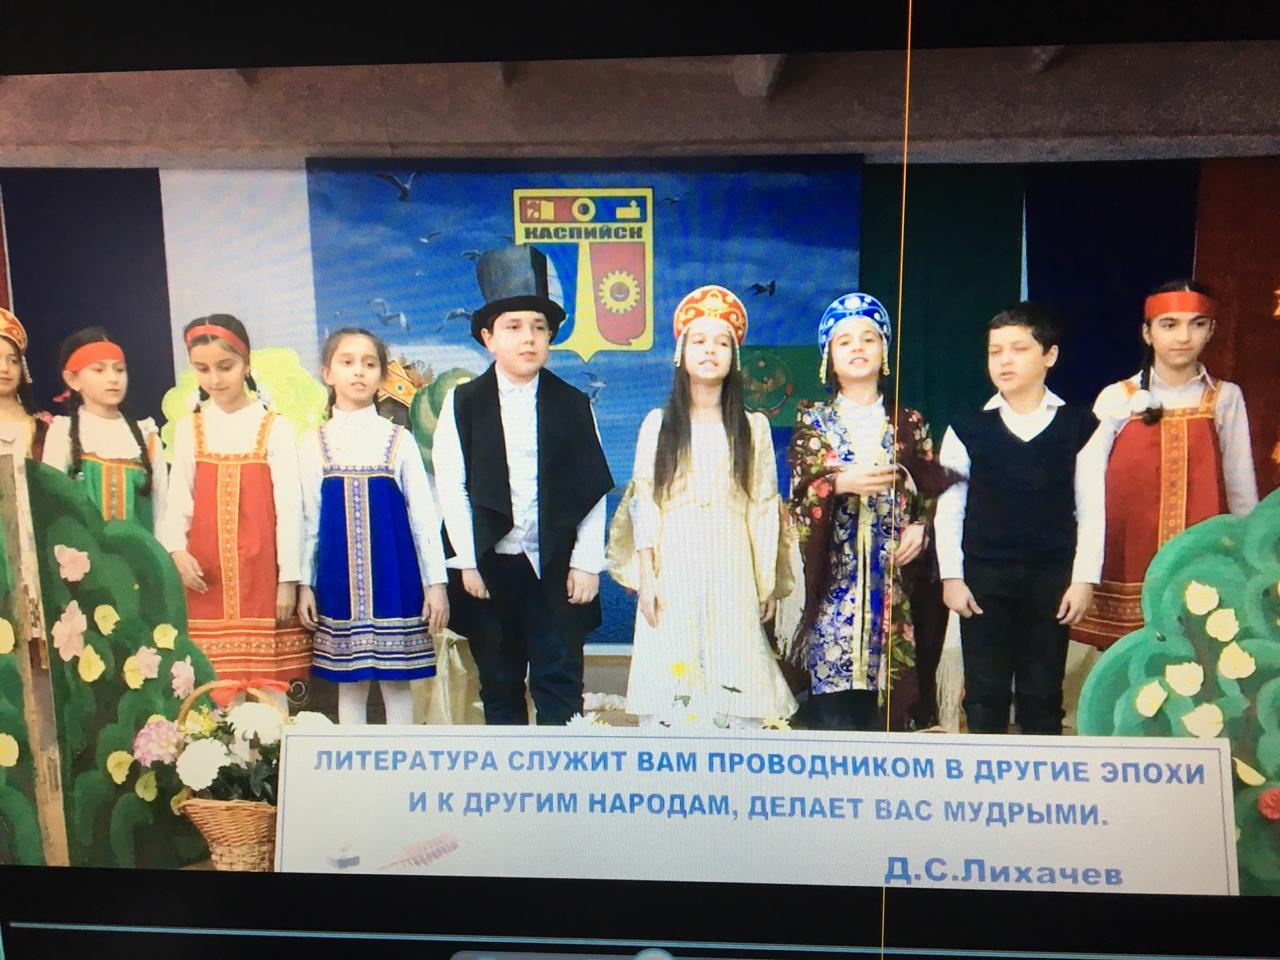 КАСПИЙСК
ЛИТЕРАТУРА СЛУЖИТ ВАМ ПРОВОДНИКОМ В ДРУГИЕ ЭПОХИ
И К ДРУГИМ НАРОДАМ, ДЕЛАЕТ ВАС МУДРЫМИ.
Д.С.Лихачев